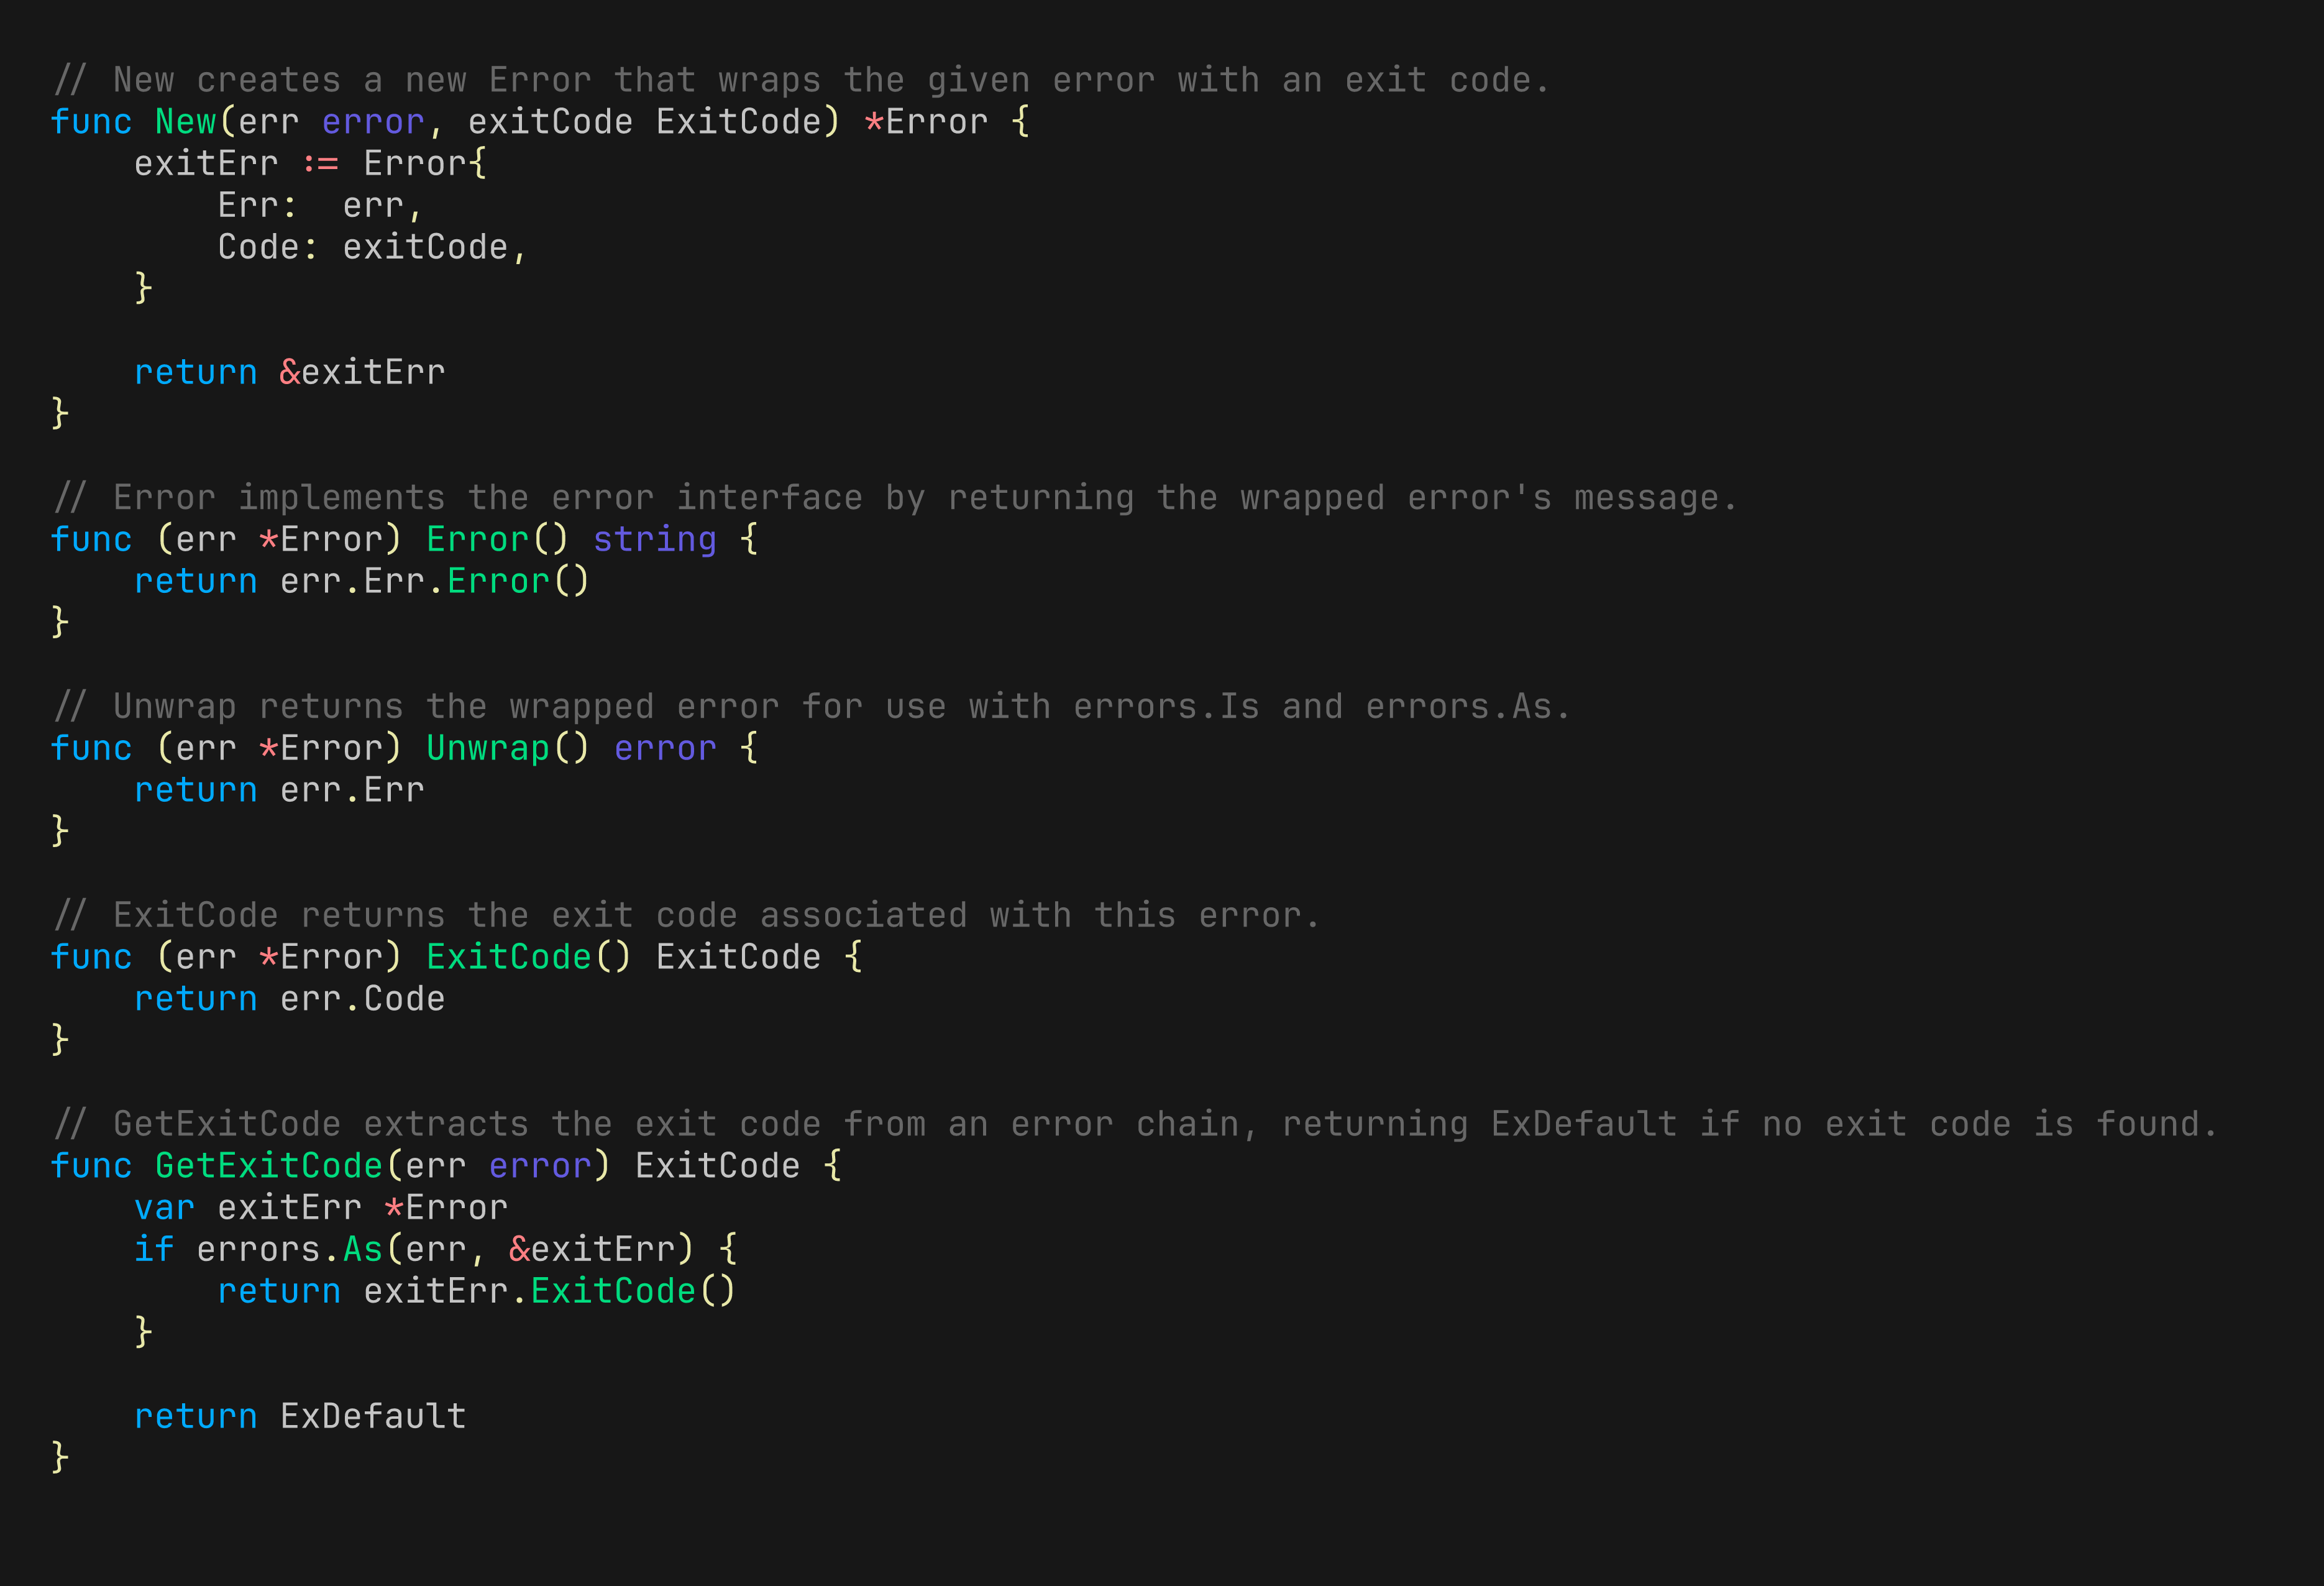 // New creates a new Error that wraps the given error with an exit code.
func New(err error, exitCode ExitCode) *Error {
    exitErr := Error{
        Err:  err,
        Code: exitCode,
    }

    return &exitErr
}

// Error implements the error interface by returning the wrapped error's message.
func (err *Error) Error() string {
    return err.Err.Error()
}

// Unwrap returns the wrapped error for use with errors.Is and errors.As.
func (err *Error) Unwrap() error {
    return err.Err
}

// ExitCode returns the exit code associated with this error.
func (err *Error) ExitCode() ExitCode {
    return err.Code
}

// GetExitCode extracts the exit code from an error chain, returning ExDefault if no exit code is found.
func GetExitCode(err error) ExitCode {
    var exitErr *Error
    if errors.As(err, &exitErr) {
        return exitErr.ExitCode()
    }

    return ExDefault
}